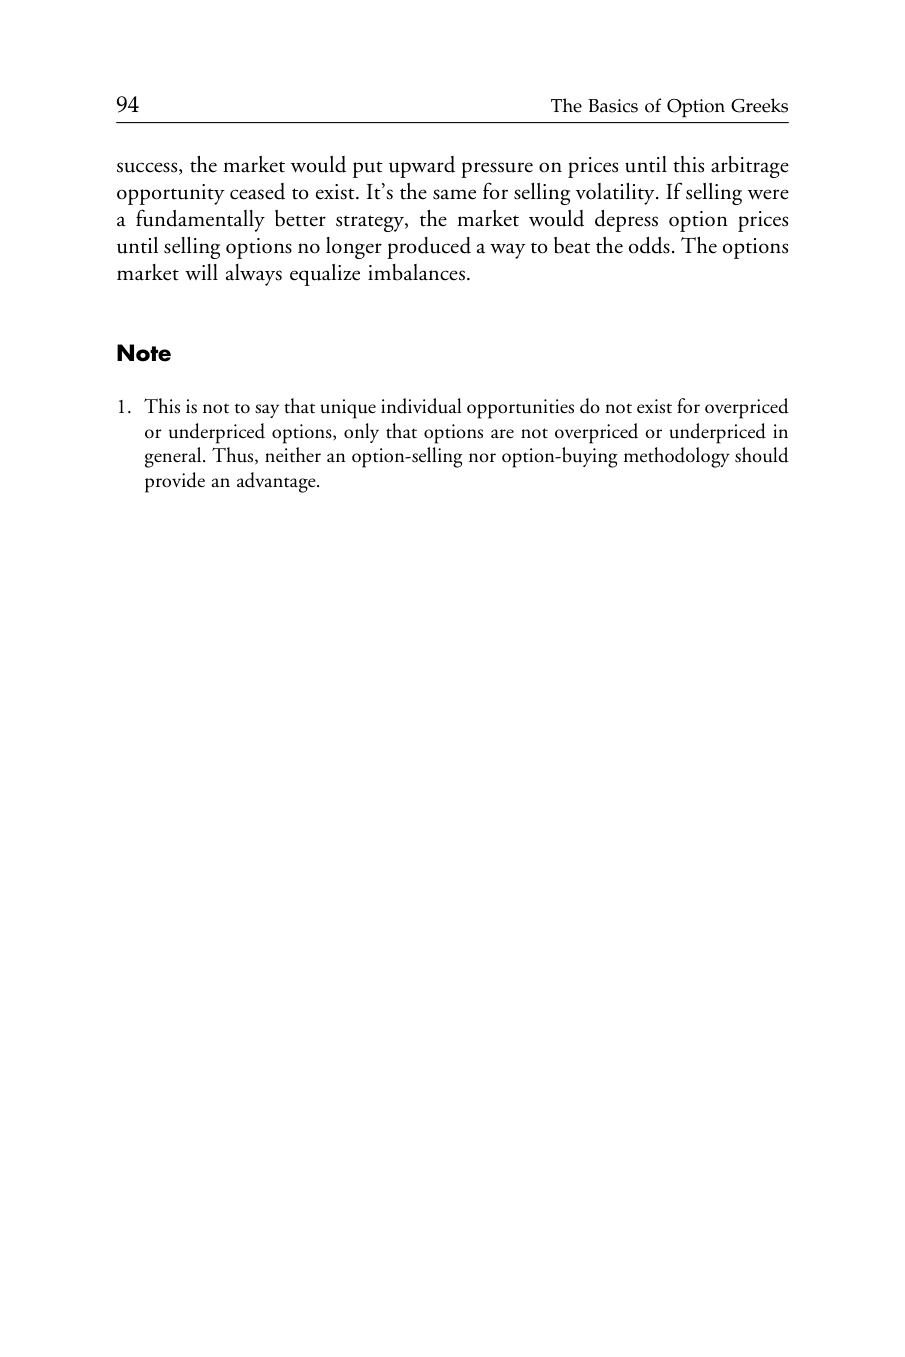 94
The Basics of Option Greeks
success, the market would put upward pressure on prices until this arbitrage
opportunity ceased to exist. It’s the same for selling volatility. If selling were
a fundamentally better strategy, the market would depress option prices
until selling options no longer produced a way to beat the odds. The options
market will always equalize imbalances.
Note
1. This is not to say that unique individual opportunities do not exist for overpriced
or underpriced options, only that options are not overpriced or underpriced in
general. Thus, neither an option-selling nor option-buying methodology should
provide an advantage.